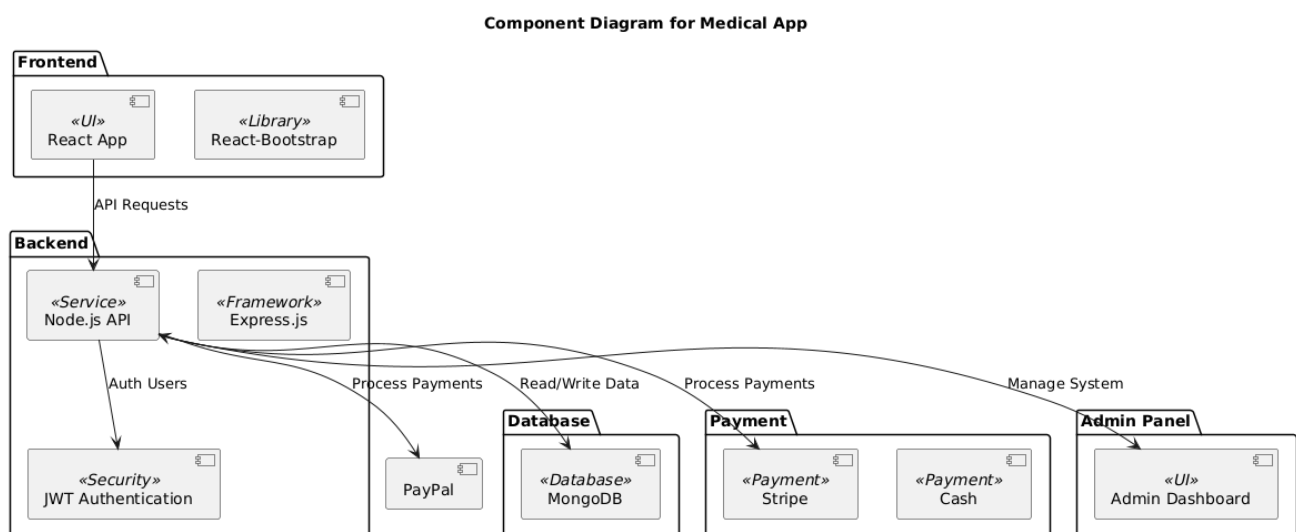 Component Diagram for Medical App
Frontend
«UI»
React App
«Library»
React-Bootstrap
API Requests
Backend
«Service»
Node.js API
«Framework»
Express.js
Auth Users
Process Payments
Read/Write Data
Process Payments
Manage System
Database
Payment
Admin Panel
«Security»
JWT Authentication
PayPal
«Database»
MongoDB
«Payment»
Stripe
«Payment»
Cash
«UI»
Admin Dashboard